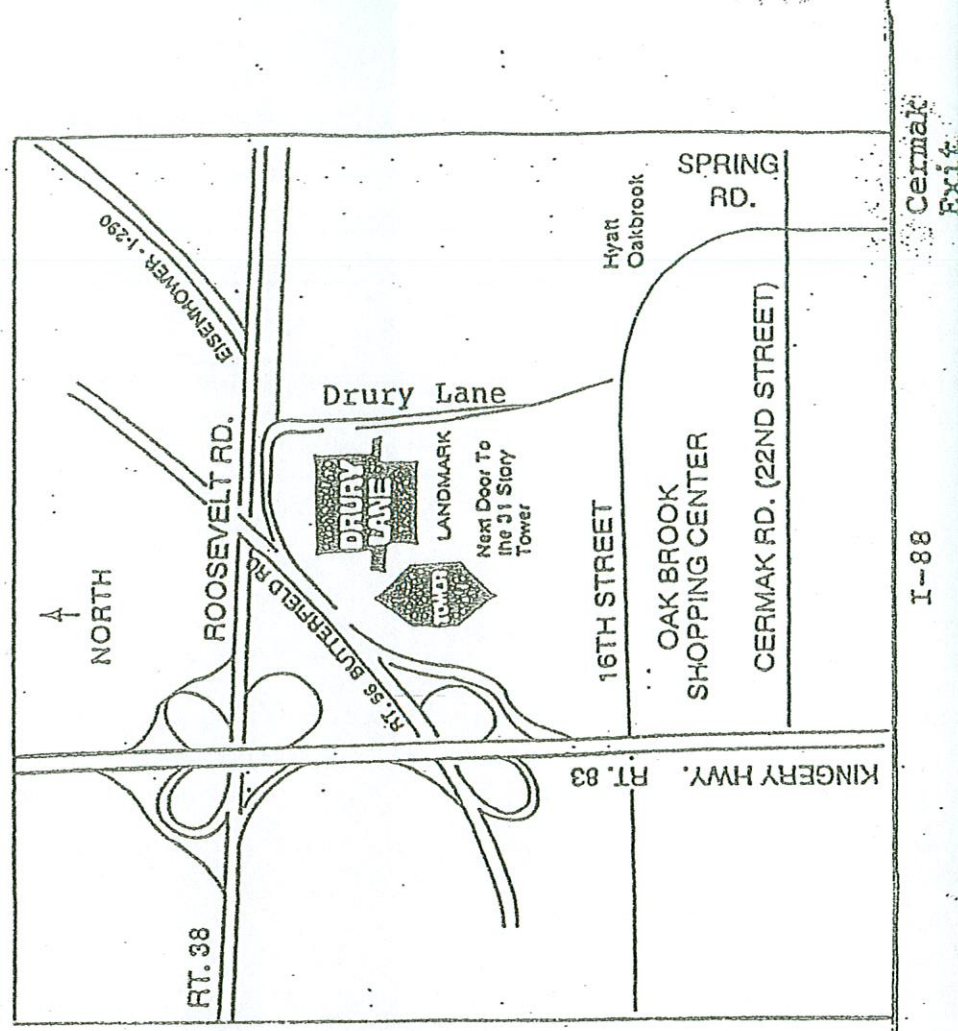 NORTH
EISENHOWER - I-290
ROOSEVELT RD.
RT. 38
RT. 56 BUTTERFIELD RD.
Drury Lane
DRURY
LANE
TOWER
LANDMARK
Next Door To
the 31 Story
Tower
Hyatt
Oakbrook
SPRING
RD.
16TH STREET
OAK BROOK
SHOPPING CENTER
CERMAK RD. (22ND STREET)
KINGERY HWY. RT. 83
I-88
Cermak
Exit